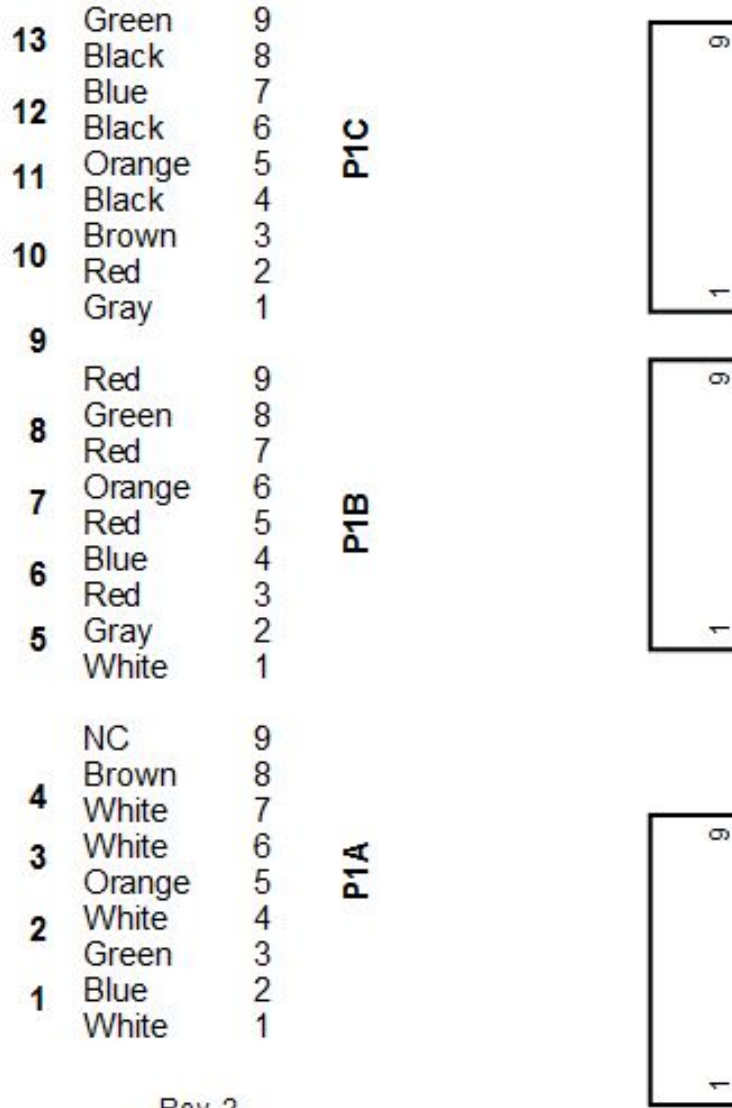 13
Green 9
Black 8
12
Blue 7
Black 6
11
Orange 5
Black 4
10
Brown 3
Red 2
Gray 1
P1C
9
1
9
Red 9
8
Green 8
Red 7
7
Orange 6
Red 5
6
Blue 4
Red 3
5
Gray 2
White 1
P1B
9
1
NC 9
4
Brown 8
White 7
3
White 6
Orange 5
2
White 4
Green 3
1
Blue 2
White 1
P1A
9
1